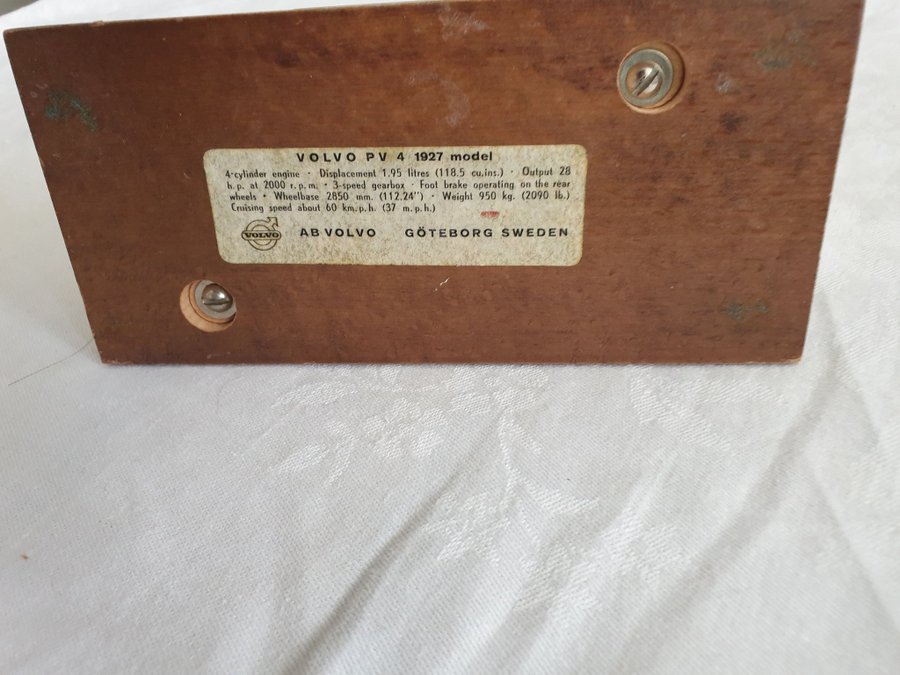 VOLVO PV 4 1927 model
4-cylinder engine · Displacement 1.95 litres (118.5 cu.ins.) · Output 28
h.p. at 2000 r.p.m. · 3-speed gearbox · Foot brake operating on the rear
wheels · Wheelbase 2850 mm. (112.24") · Weight 950 kg. (2090 lb.)
Cruising speed about 60 km.p.h. (37 m.p.h.)
VOLVO AB VOLVO GÖTEBORG SWEDEN